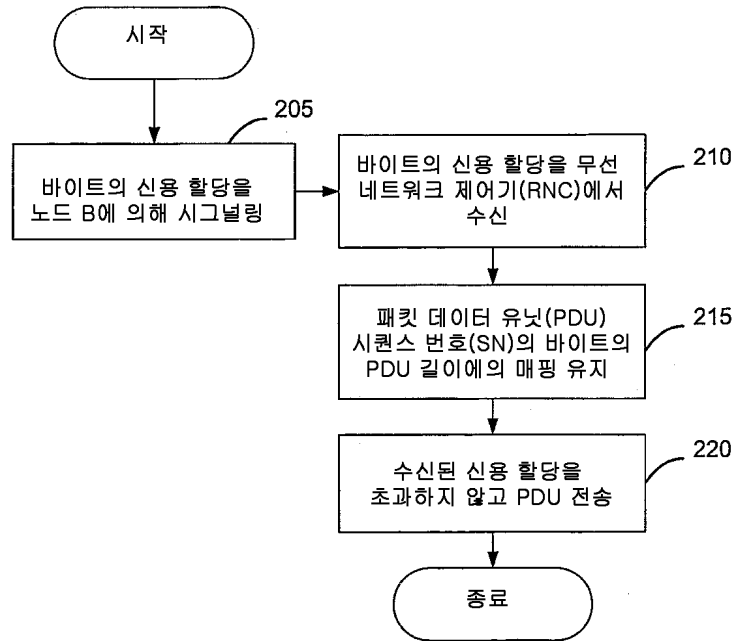 시작
205
바이트의 신용 할당을
노드 B에 의해 시그널링
210
바이트의 신용 할당을 무선
네트워크 제어기(RNC)에서
수신
215
패킷 데이터 유닛(PDU)
시퀀스 번호(SN)의 바이트의
PDU 길이에의 매핑 유지
220
수신된 신용 할당을
초과하지 않고 PDU 전송
종료